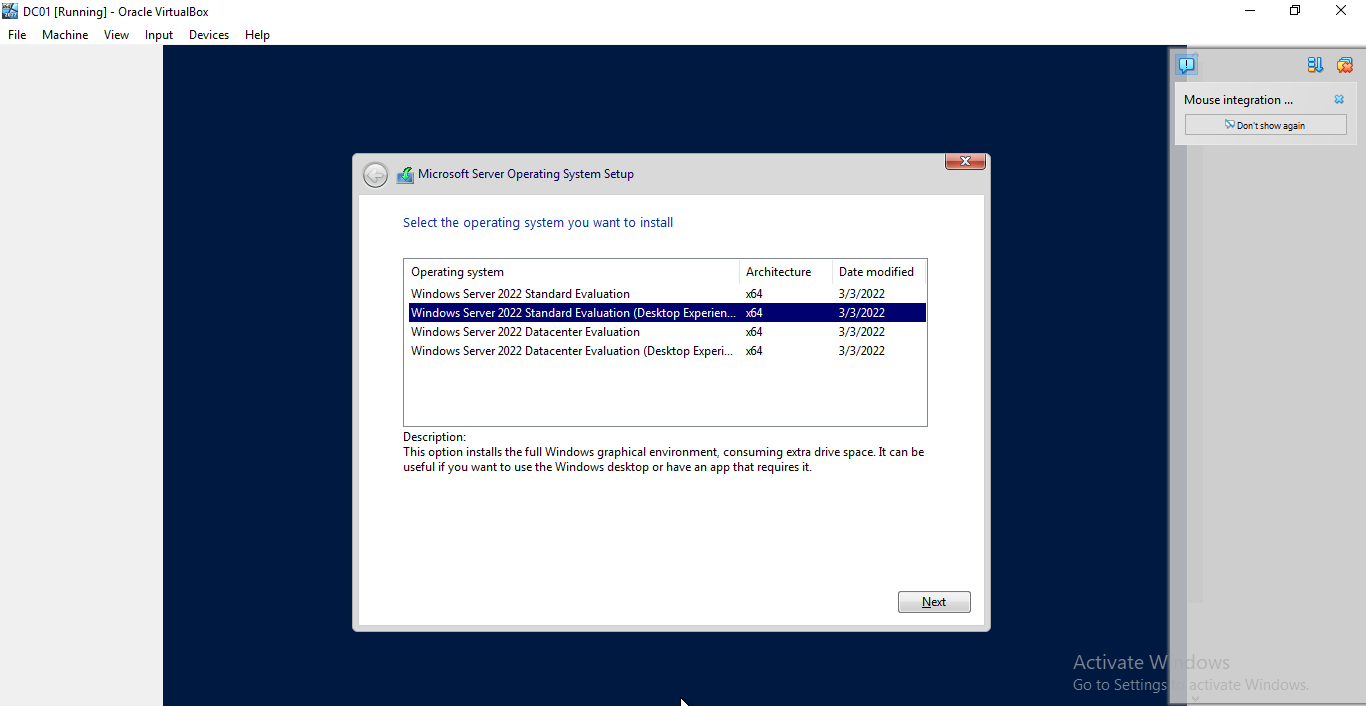 DC01 [Running] - Oracle VirtualBox
File Machine View Input Devices Help
Mouse integration ...
Don't show again
Microsoft Server Operating System Setup
Select the operating system you want to install
Operating system Architecture Date modified
Windows Server 2022 Standard Evaluation x64 3/3/2022
Windows Server 2022 Standard Evaluation (Desktop Experien... x64 3/3/2022
Windows Server 2022 Datacenter Evaluation x64 3/3/2022
Windows Server 2022 Datacenter Evaluation (Desktop Experi... x64 3/3/2022
Description:
This option installs the full Windows graphical environment, consuming extra drive space. It can be
useful if you want to use the Windows desktop or have an app that requires it.
Next
Activate Windows
Go to Settings to activate Windows.